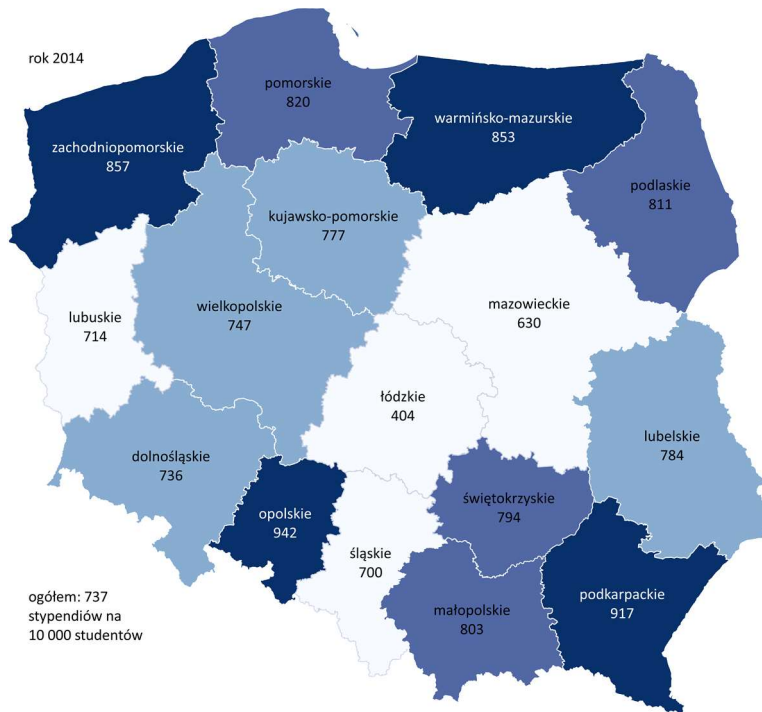 rok 2014
pomorskie
820
warmińsko-mazurskie
853
zachodniopomorskie
857
podlaskie
811
kujawsko-pomorskie
777
mazowieckie
630
wielkopolskie
747
lubuskie
714
łódzkie
404
lubelskie
784
dolnośląskie
736
świętokrzyskie
794
opolskie
942
śląskie
700
podkarpackie
917
małopolskie
803
ogółem: 737
stypendiów na
10 000 studentów